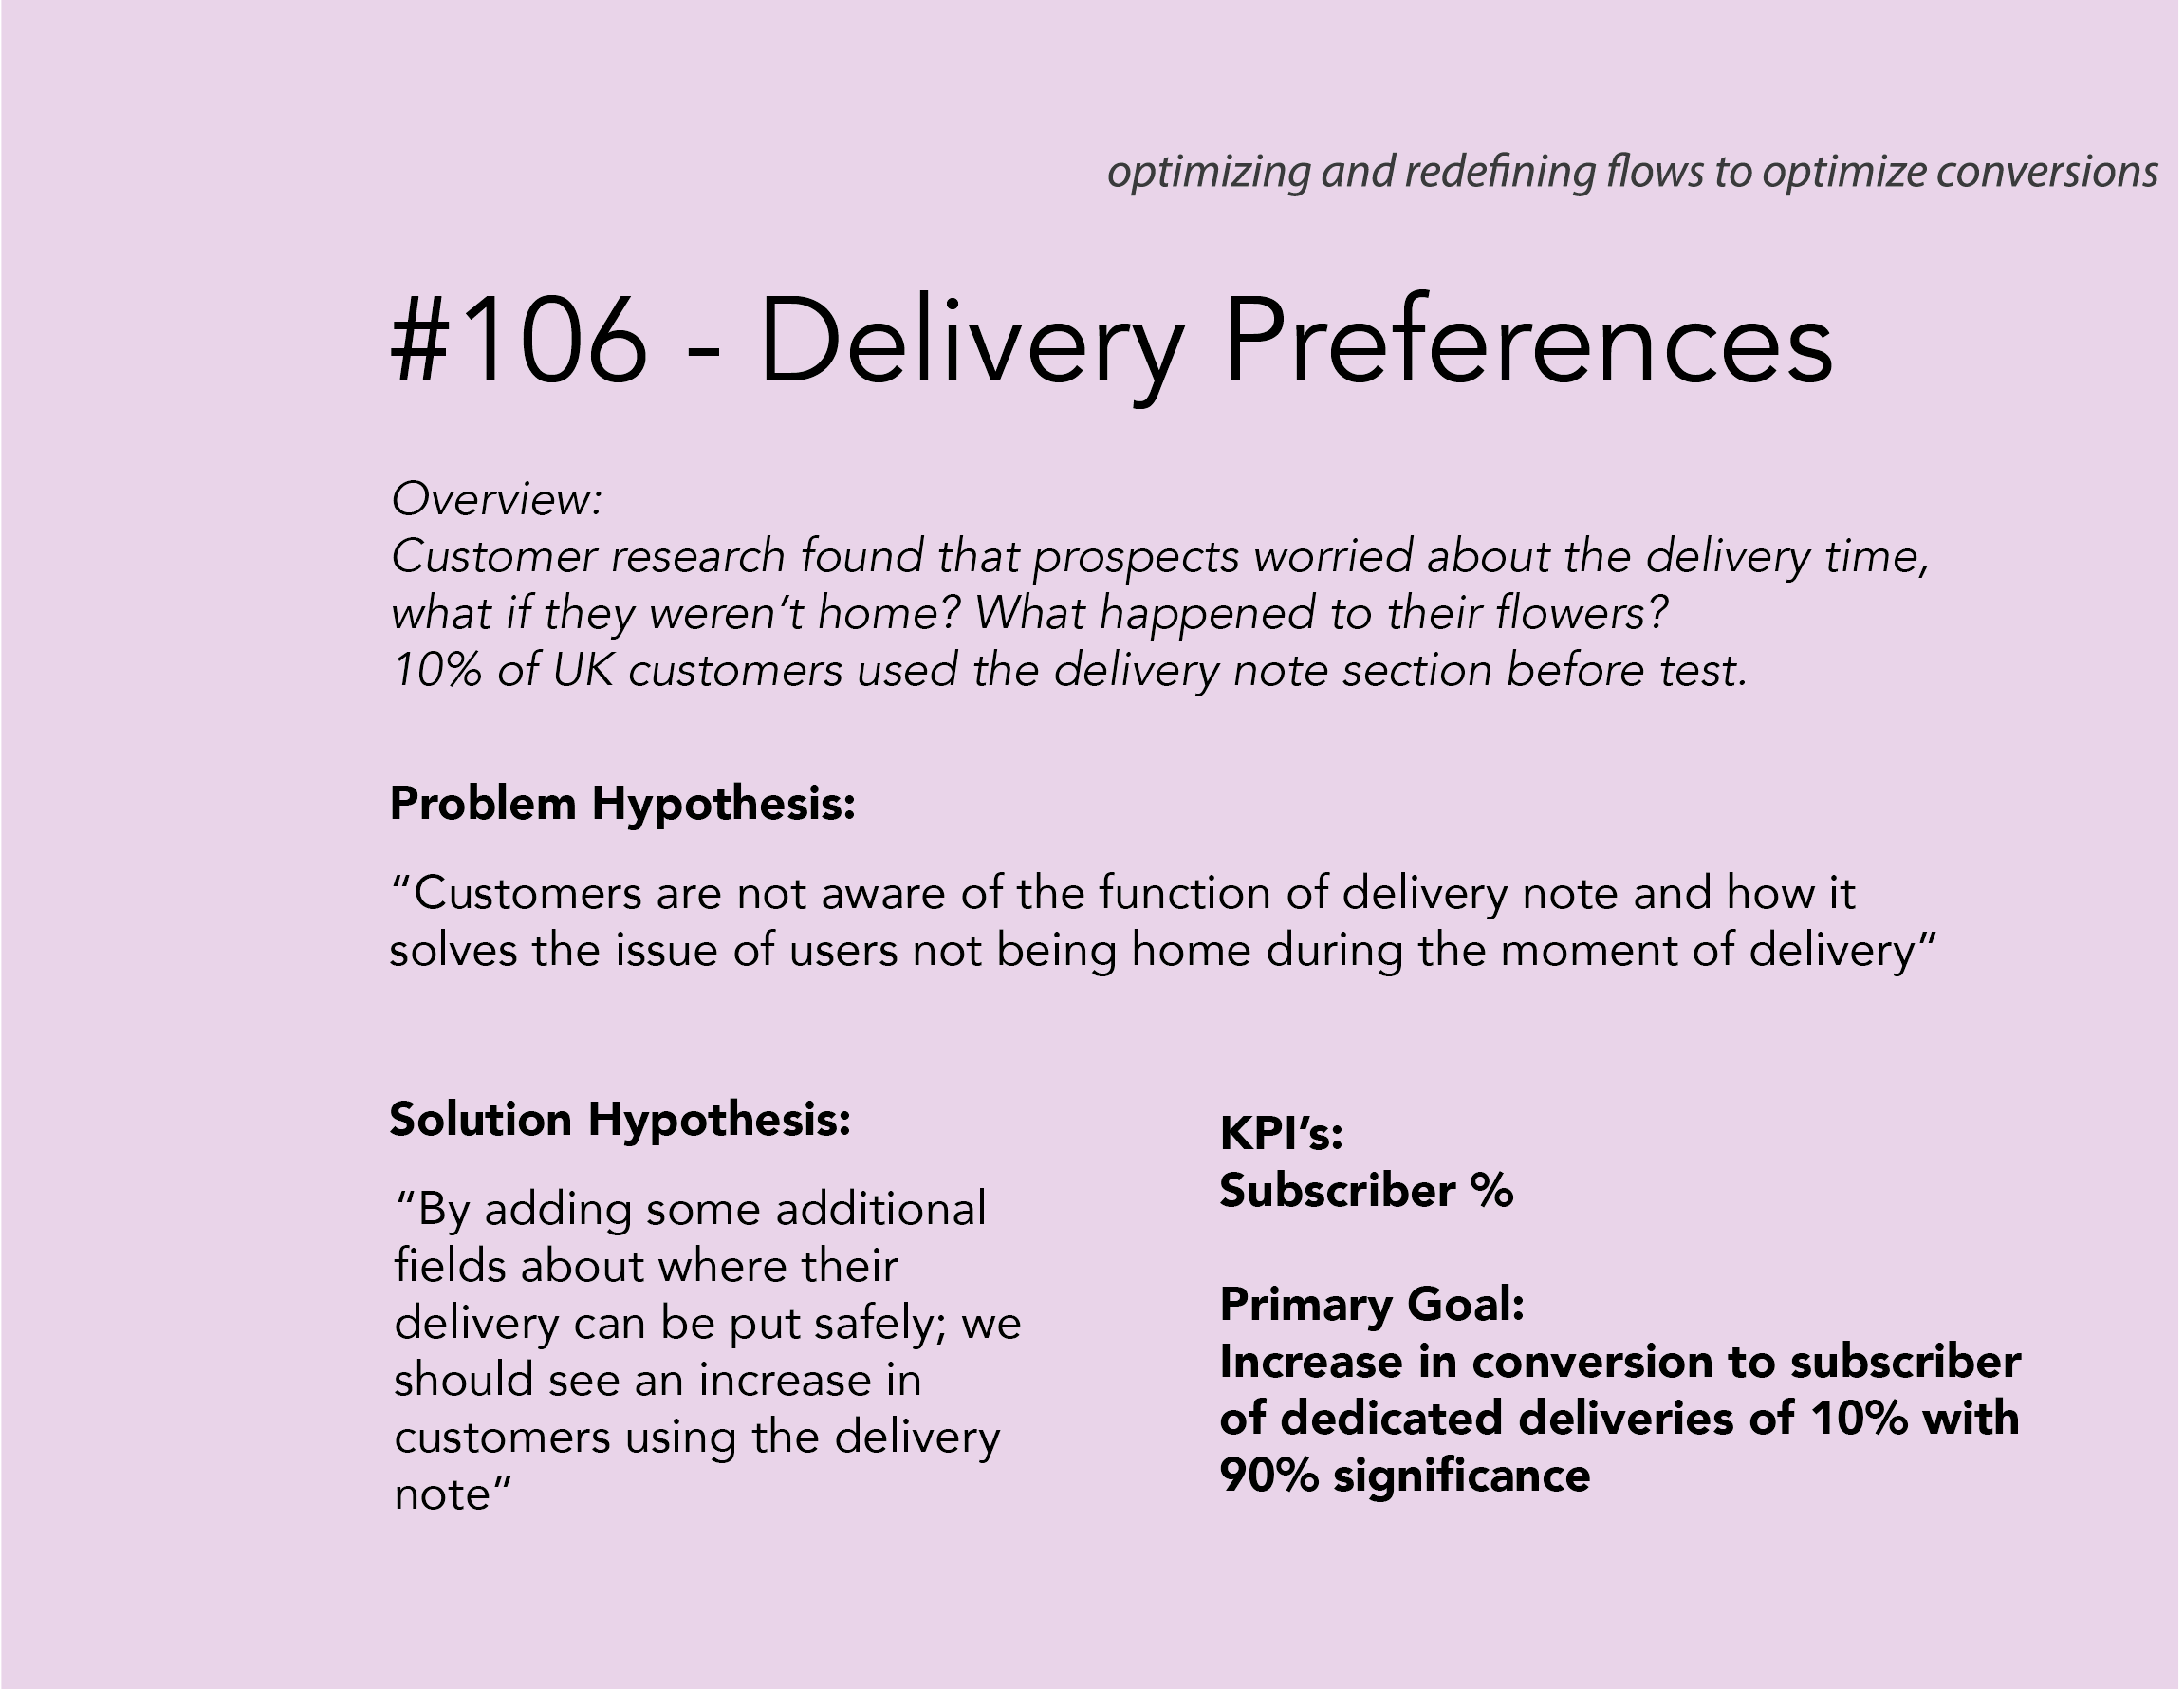 optimizing and redefining flows to optimize conversions
#106 - Delivery Preferences
Overview:
Customer research found that prospects worried about the delivery time,
what if they weren’t home? What happened to their flowers?
10% of UK customers used the delivery note section before test.
Problem Hypothesis:
“Customers are not aware of the function of delivery note and how it
solves the issue of users not being home during the moment of delivery”
Solution Hypothesis:
“By adding some additional
fields about where their
delivery can be put safely; we
should see an increase in
customers using the delivery
note”
KPI’s:
Subscriber %
Primary Goal:
Increase in conversion to subscriber
of dedicated deliveries of 10% with
90% significance